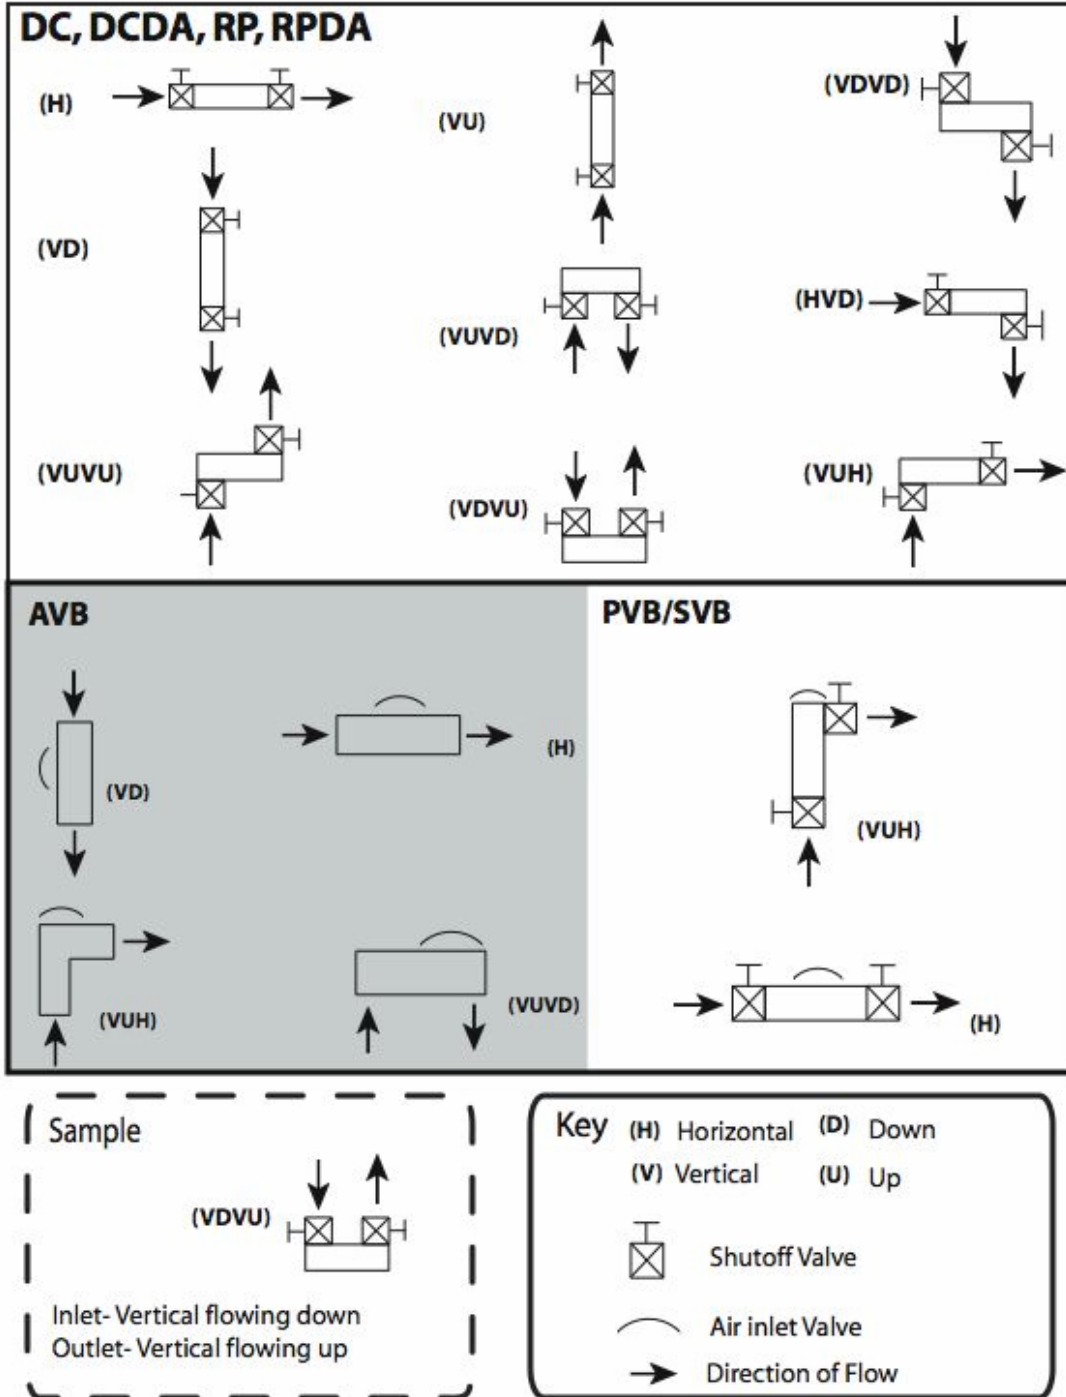 DC, DCDA, RP, RPDA
(H)
(VU)
(VDVD)
(VD)
(VUVD)
(HVD)
(VUVU)
(VDVU)
(VUH)
AVB
(VD)
(H)
(VUH)
(VUVD)
PVB/SVB
(VUH)
(H)
Sample
(VDVU)
Inlet- Vertical flowing down
Outlet- Vertical flowing up
Key (H) Horizontal (D) Down
(V) Vertical (U) Up
Shutoff Valve
Air inlet Valve
Direction of Flow